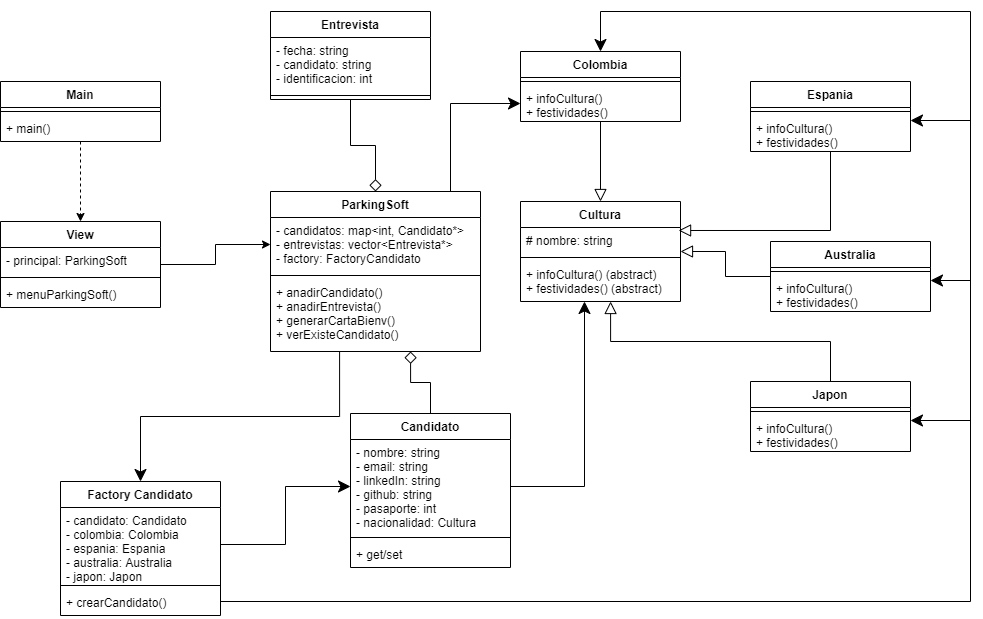 Entrevista
- fecha: string
- candidato: string
- identificacion: int
Main
+ main()
View
- principal: ParkingSoft
+ menuParkingSoft()
ParkingSoft
- candidatos: map<int, Candidato*>
- entrevistas: vector<Entrevista*>
- factory: FactoryCandidato
+ anadirCandidato()
+ anadirEntrevista()
+ generarCartaBienv()
+ verExisteCandidato()
Colombia
+ infoCultura()
+ festividades()
Espania
+ infoCultura()
+ festividades()
Cultura
# nombre: string
+ infoCultura() (abstract)
+ festividades() (abstract)
Australia
+ infoCultura()
+ festividades()
Japon
+ infoCultura()
+ festividades()
Candidato
- nombre: string
- email: string
- linkedIn: string
- github: string
- pasaporte: int
- nacionalidad: Cultura
+ get/set
Factory Candidato
- candidato: Candidato
- colombia: Colombia
- espania: Espania
- australia: Australia
- japon: Japon
+ crearCandidato()